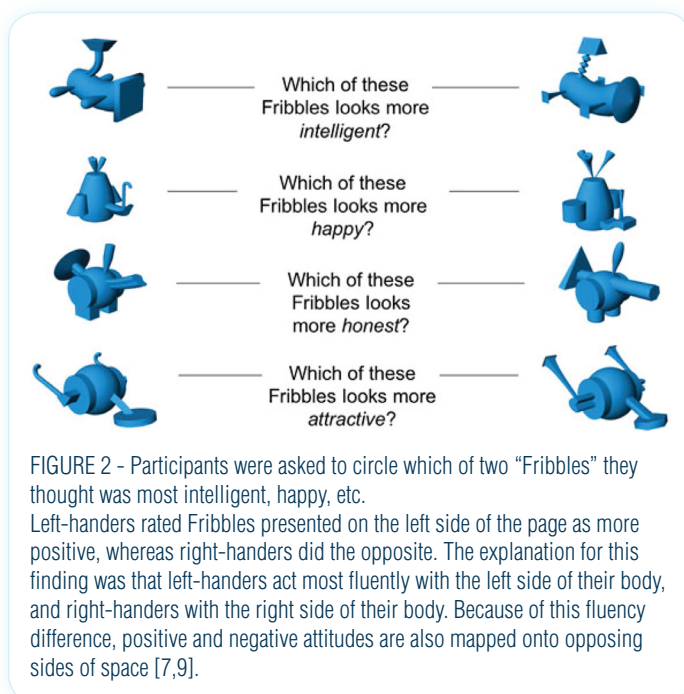 Which of these
Fribbles looks more
intelligent?
Which of these
Fribbles looks more
happy?
Which of these
Fribbles looks
more honest?
Which of these
Fribbles looks more
attractive?
FIGURE 2 - Participants were asked to circle which of two “Fribbles” they
thought was most intelligent, happy, etc.
Left-handers rated Fribbles presented on the left side of the page as more
positive, whereas right-handers did the opposite. The explanation for this
finding was that left-handers act most fluently with the left side of their body,
and right-handers with the right side of their body. Because of this fluency
difference, positive and negative attitudes are also mapped onto opposing
sides of space [7,9].